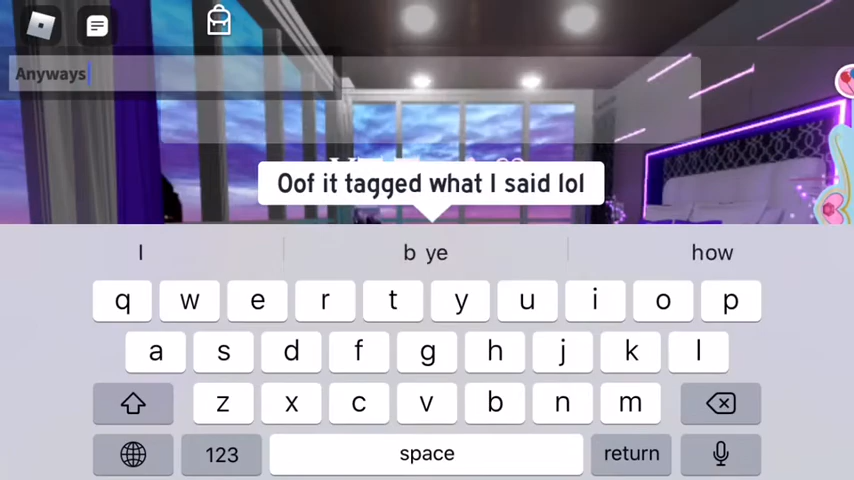 Anyways
Oof it tagged what I said lol
I b ye how
q w e r t y u i o p
a s d f g h j k l
z x c v b n m
123 space return